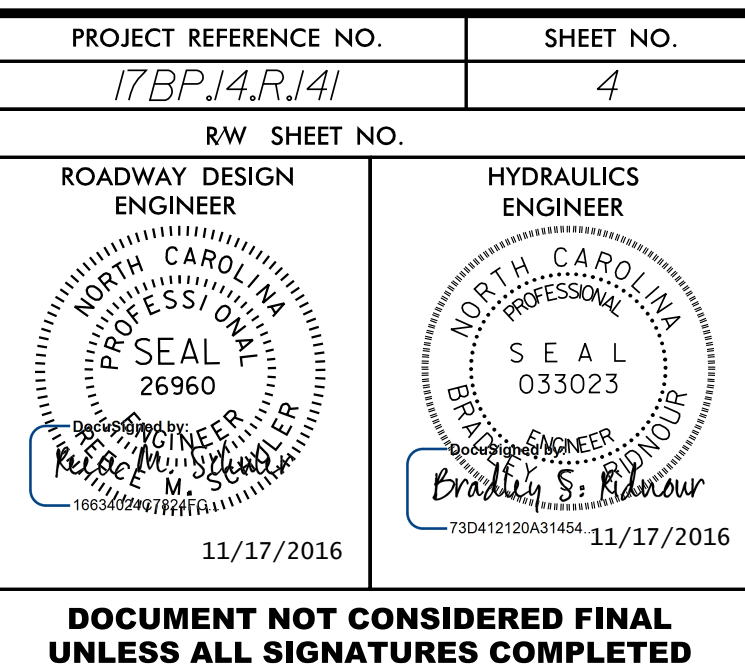 PROJECT REFERENCE NO.
SHEET NO.
17BP.14.R.141
4
R/W SHEET NO.
ROADWAY DESIGN
ENGINEER
NORTH CAROLINA
PROFESSIONAL
SEAL
26960
ENGINEER
M. SCHULER
DocuSigned by:
M. Schuler
16634024C7824FC...
11/17/2016
HYDRAULICS
ENGINEER
NORTH CAROLINA
PROFESSIONAL
SEAL
033023
ENGINEER
BRADLEY S. RIDNOUR
DocuSigned by:
Bradley S. Ridnour
73D412120A31454...
11/17/2016
DOCUMENT NOT CONSIDERED FINAL
UNLESS ALL SIGNATURES COMPLETED